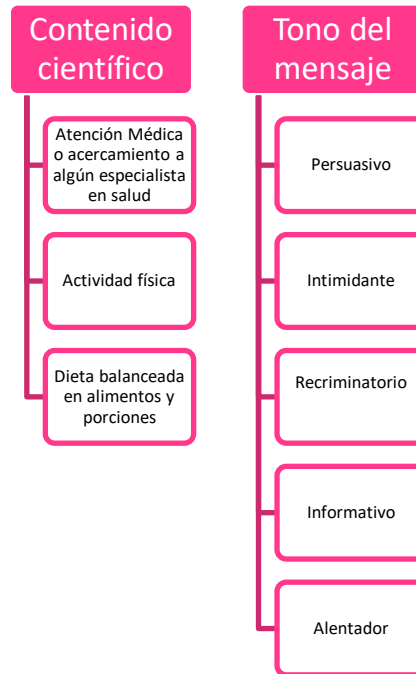 Contenido
científico
Atención Médica
o acercamiento a
algún especialista
en salud
Actividad física
Dieta balanceada
en alimentos y
porciones
Tono del
mensaje
Persuasivo
Intimidante
Recriminatorio
Informativo
Alentador